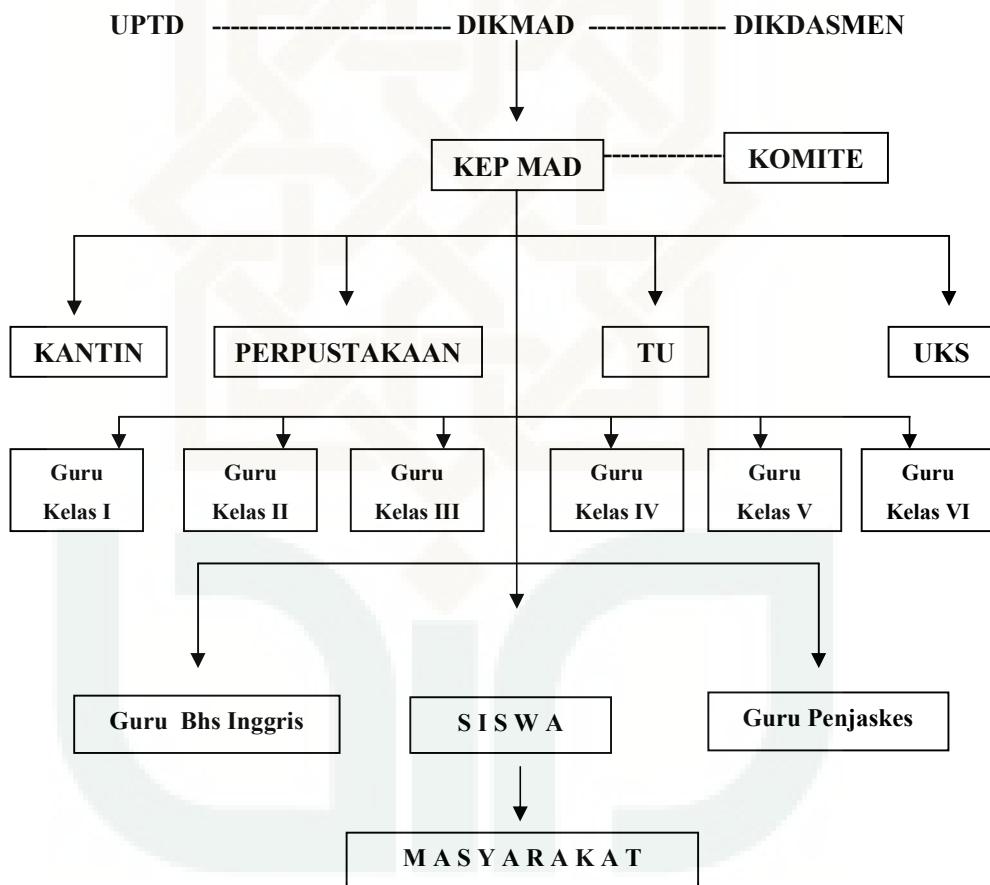 UPTD DIKMAD DIKDASMEN
KEP MAD
KOMITE
KANTIN
PERPUSTAKAAN
TU
UKS
Guru
Kelas I
Guru
Kelas II
Guru
Kelas III
Guru
Kelas IV
Guru
Kelas V
Guru
Kelas VI
Guru Bhs Inggris
S I S W A
Guru Penjaskes
M A S Y A R A K A T